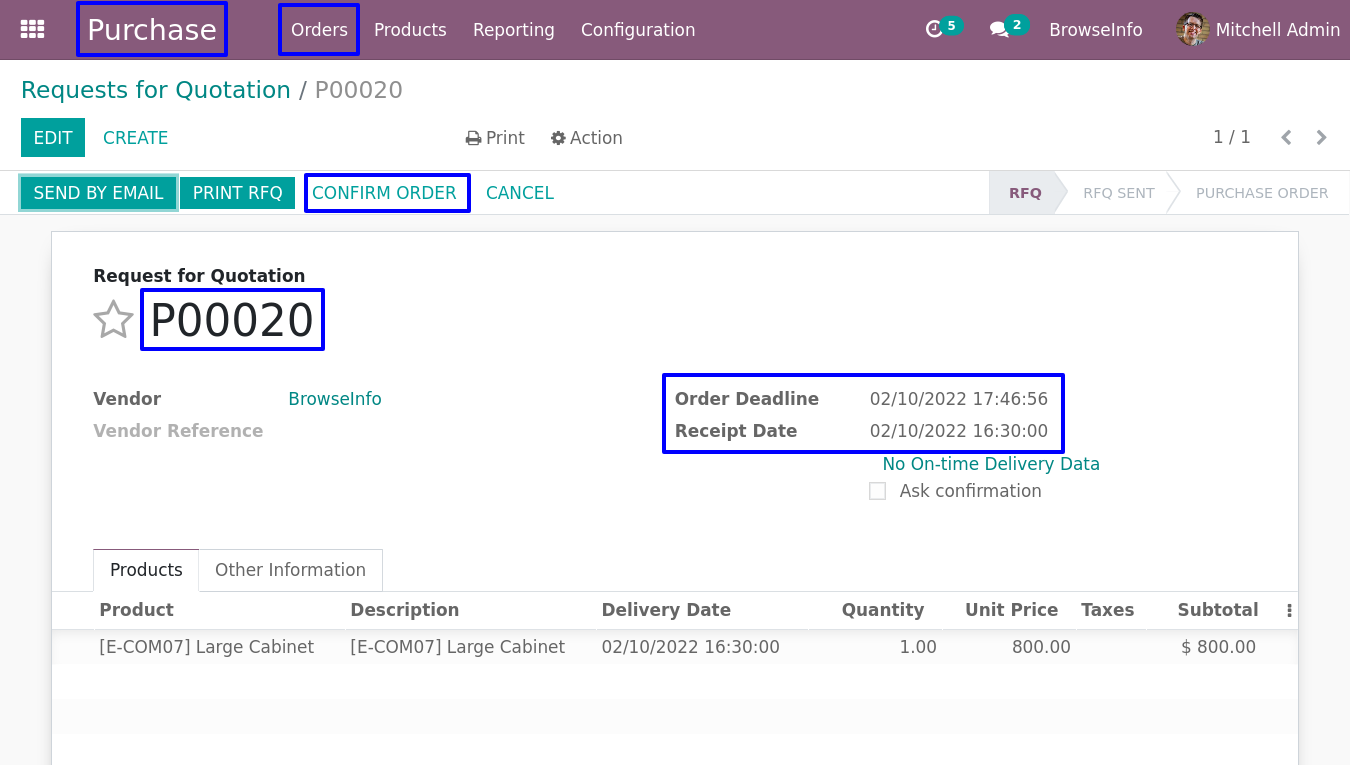 Purchase Orders Products Reporting Configuration 5 2 BrowseInfo Mitchell Admin
Requests for Quotation / P00020
EDIT CREATE Print Action 1 / 1
SEND BY EMAIL PRINT RFQ CONFIRM ORDER CANCEL RFQ RFQ SENT PURCHASE ORDER
Request for Quotation
P00020
Vendor BrowseInfo Order Deadline 02/10/2022 17:46:56
Vendor Reference Receipt Date 02/10/2022 16:30:00
No On-time Delivery Data
Ask confirmation
Products Other Information
Product Description Delivery Date Quantity Unit Price Taxes Subtotal
[E-COM07] Large Cabinet [E-COM07] Large Cabinet 02/10/2022 16:30:00 1.00 800.00 $ 800.00